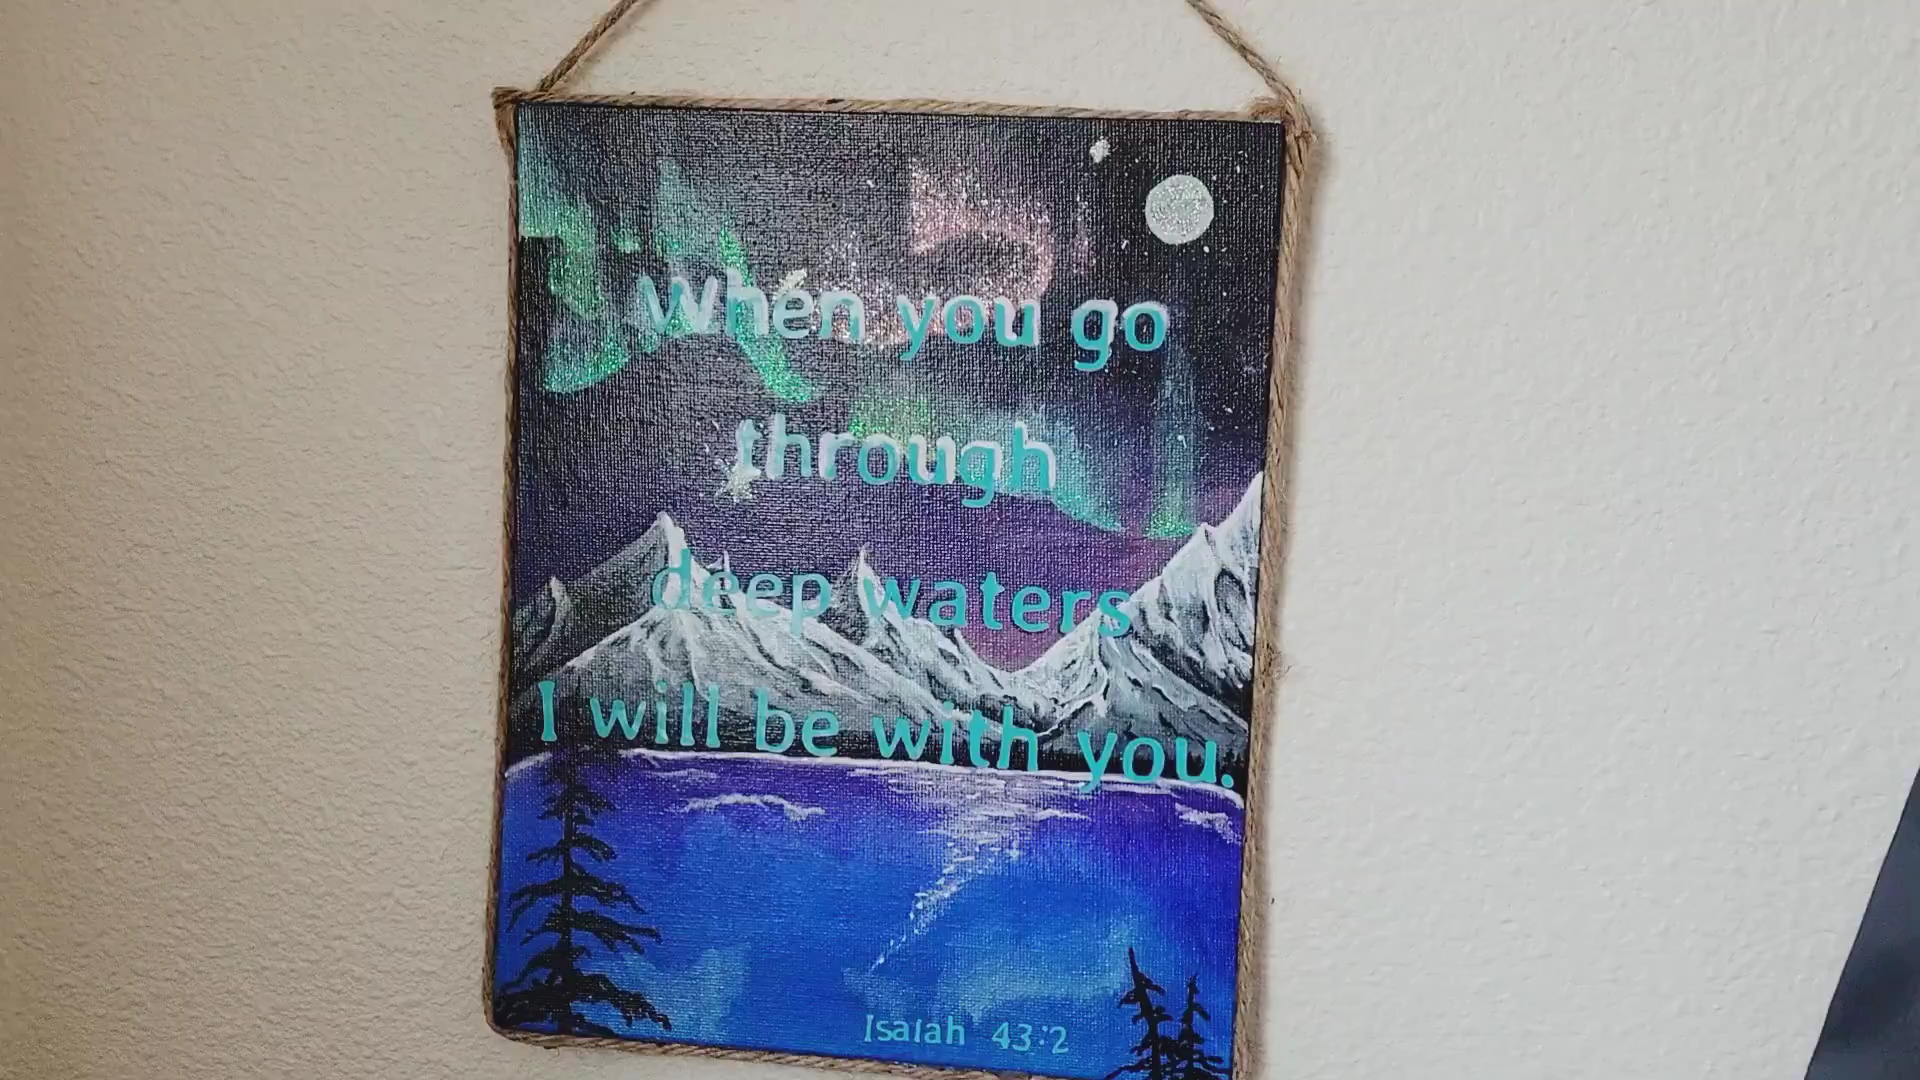 When you go
through
deep waters
I will be with you.
Isaiah 43:2